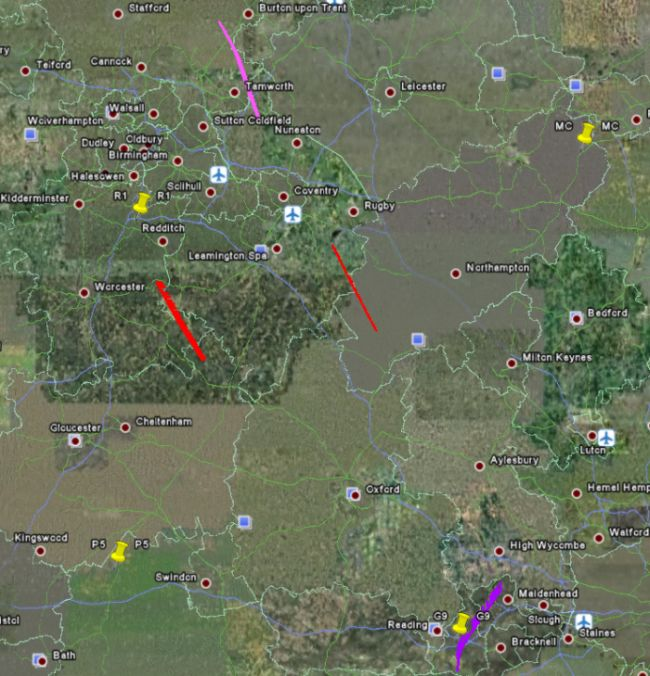 Stafford
Burton upon Trent
Telford
Cannock
Tamworth
Leicester
Walsall
Wolverhampton
Sutton Coldfield
MC MC
Nuneaton
Dudley
Oldbury
Birmingham
Halesowen
Solihull
Coventry
Kidderminster
R1 R1
Rugby
Redditch
Leamington Spa
Northampton
Worcester
Bedford
Milton Keynes
Cheltenham
Gloucester
Luton
Aylesbury
Oxford
Hemel Hemp
Kingswood
P5 P5
High Wycombe
Watford
Swindon
Maidenhead
Slough
G9 G9
Reading
Staines
Bracknell
Bath